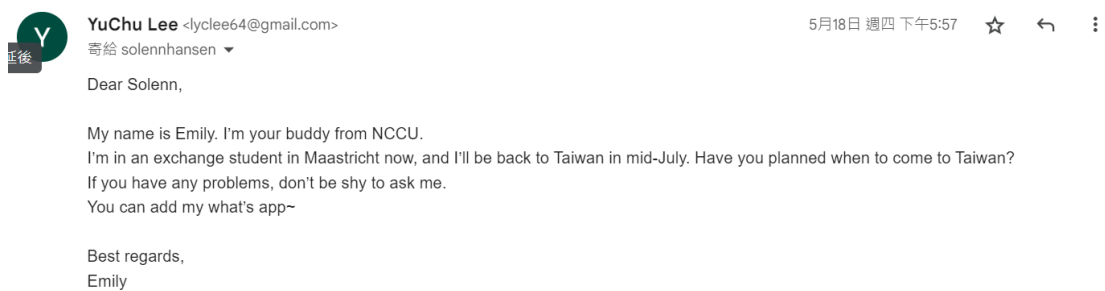 YuChu Lee <lyclee64@gmail.com>
5月18日 週四 下午5:57
Y
延後
寄給 solennhansen
Dear Solenn,
My name is Emily. I'm your buddy from NCCU.
I'm in an exchange student in Maastricht now, and I'll be back to Taiwan in mid-July. Have you planned when to come to Taiwan?
If you have any problems, don't be shy to ask me.
You can add my what's app~
Best regards,
Emily